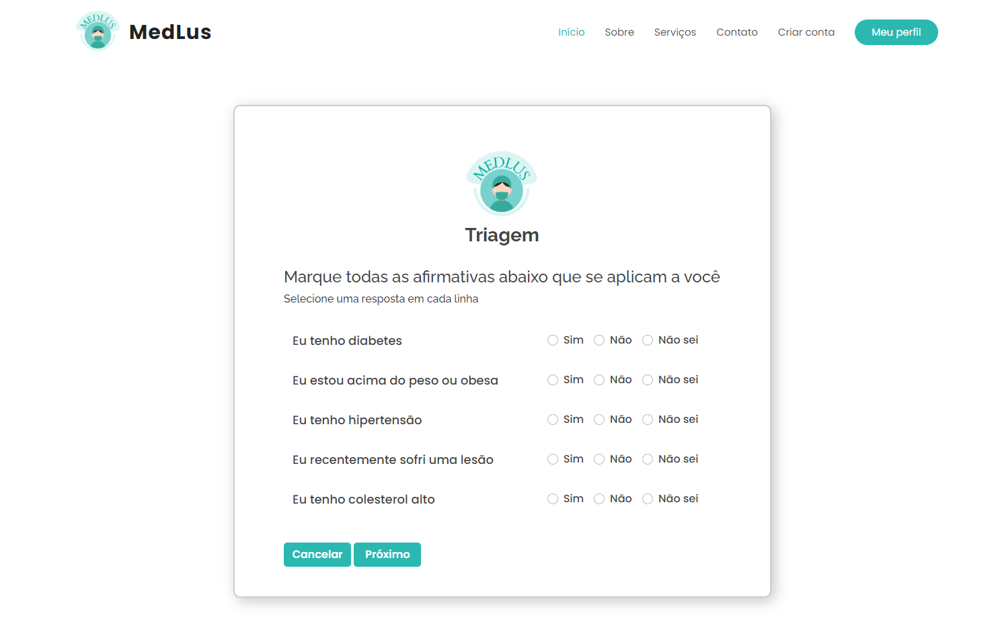 MEDLUS
MedLus
Início Sobre Serviços Contato Criar conta Meu perfil
MEDLUS
Triagem
Marque todas as afirmativas abaixo que se aplicam a você
Selecione uma resposta em cada linha
Eu tenho diabetes Sim Não Não sei
Eu estou acima do peso ou obesa Sim Não Não sei
Eu tenho hipertensão Sim Não Não sei
Eu recentemente sofri uma lesão Sim Não Não sei
Eu tenho colesterol alto Sim Não Não sei
Cancelar Próximo